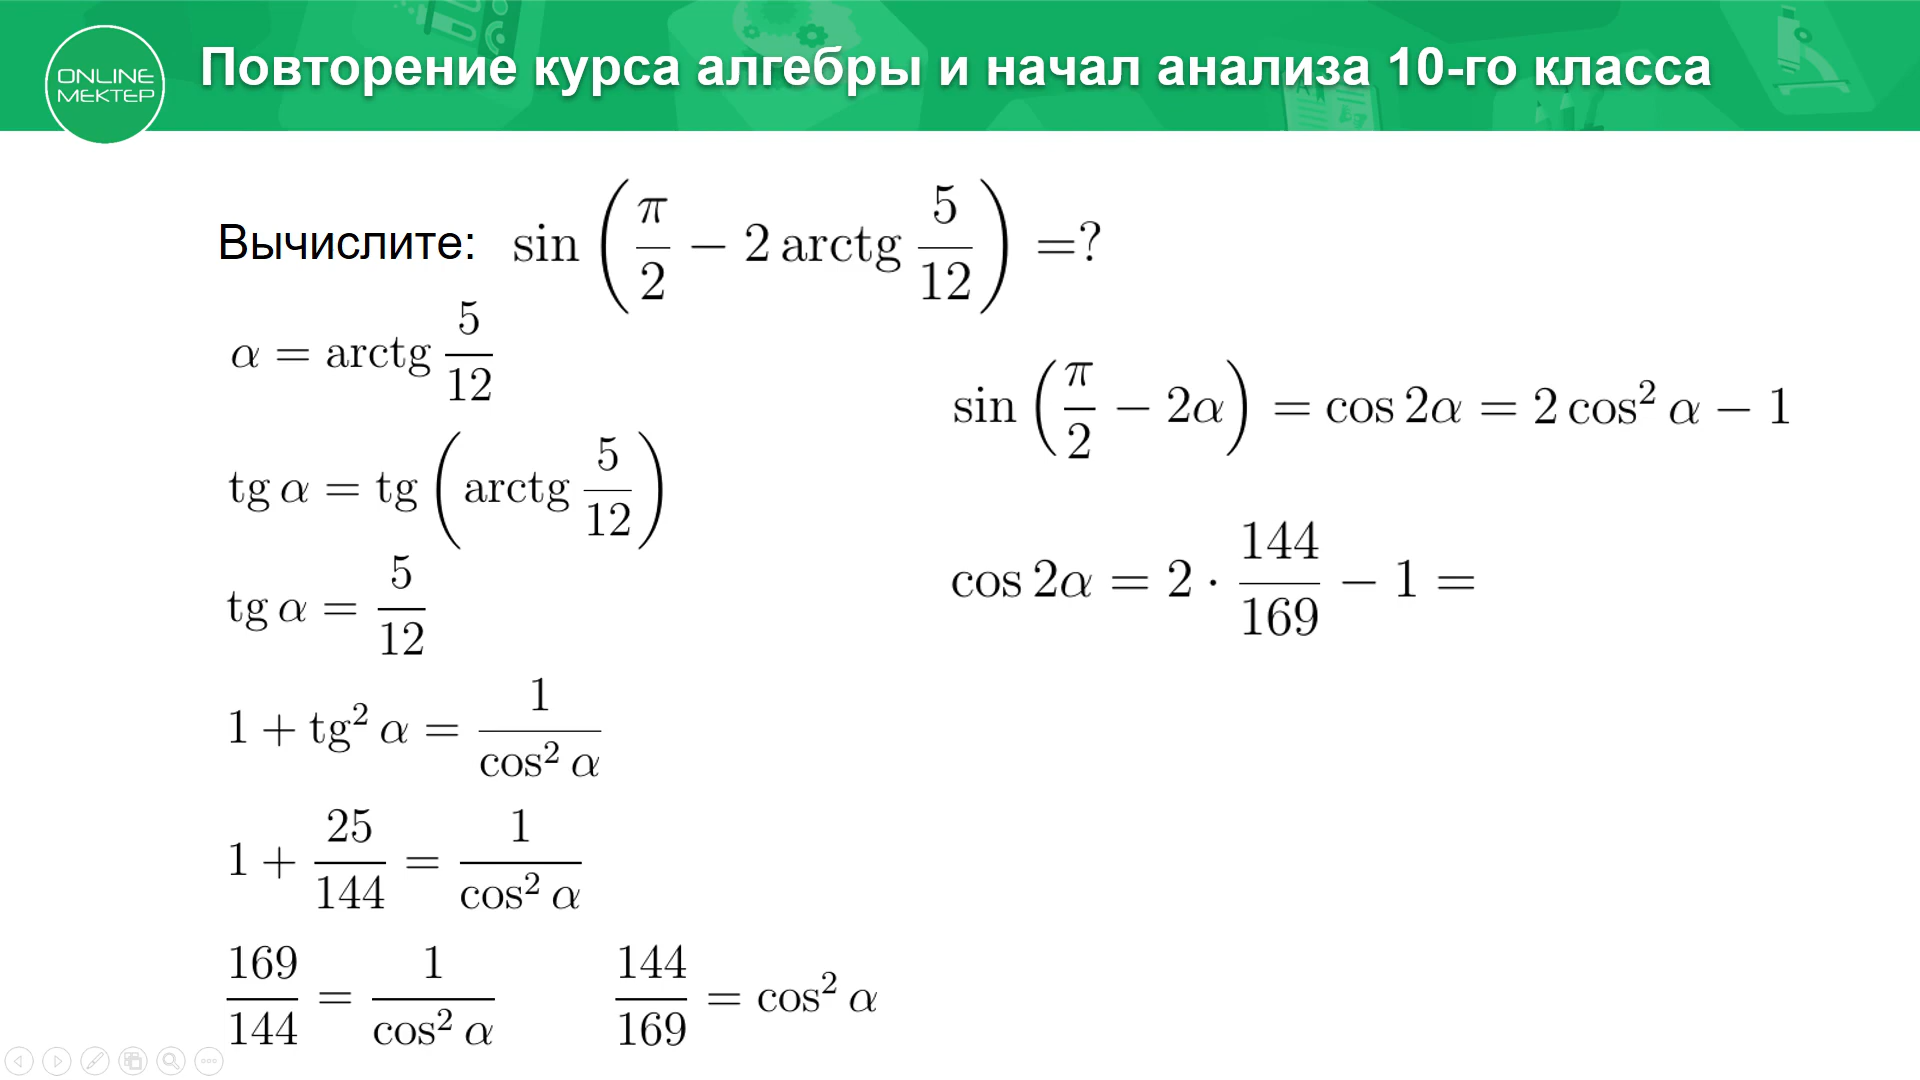 ONLINE
MEKTEP
Повторение курса алгебры и начал анализа 10-го класса
Вычислите: sin(π/2 − 2 arctg 5/12) =?
α = arctg 5/12
tg α = tg(arctg 5/12)
tg α = 5/12
1 + tg² α = 1/cos² α
1 + 25/144 = 1/cos² α
169/144 = 1/cos² α
144/169 = cos² α
sin(π/2 − 2α) = cos 2α = 2 cos² α − 1
cos 2α = 2 · 144/169 − 1 =